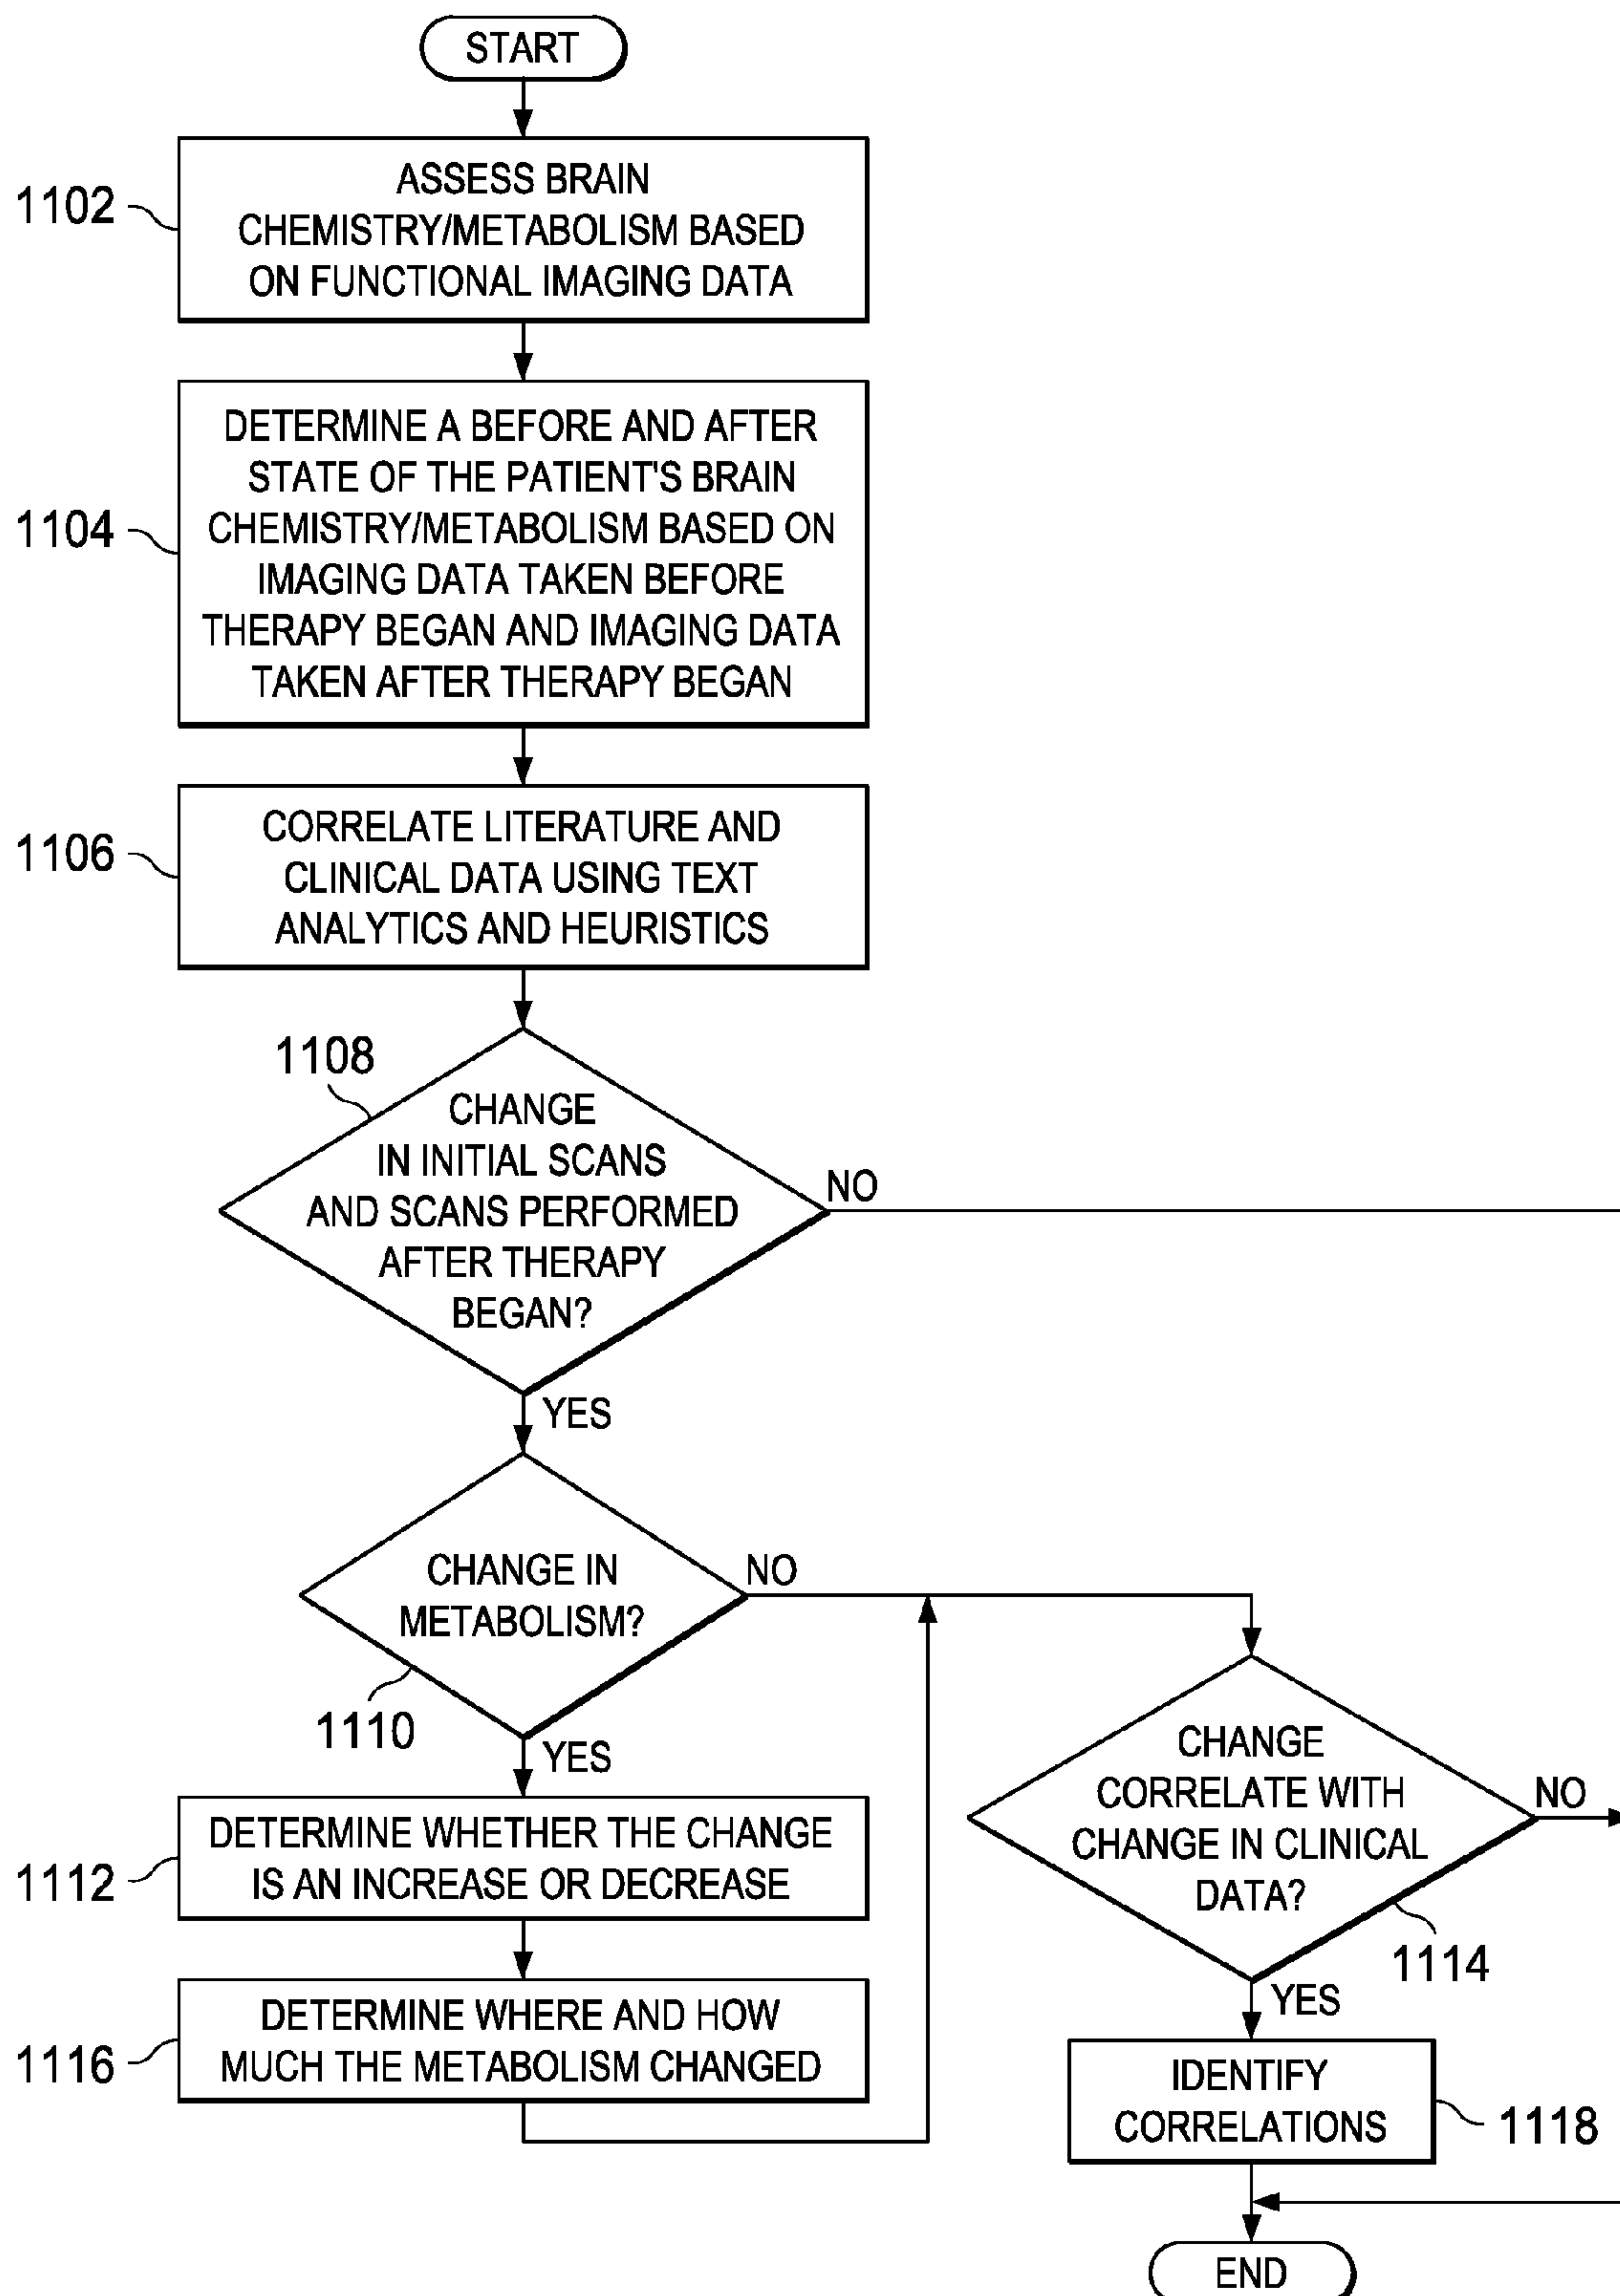 START
1102
ASSESS BRAIN
CHEMISTRY/METABOLISM BASED
ON FUNCTIONAL IMAGING DATA
1104
DETERMINE A BEFORE AND AFTER
STATE OF THE PATIENT'S BRAIN
CHEMISTRY/METABOLISM BASED ON
IMAGING DATA TAKEN BEFORE
THERAPY BEGAN AND IMAGING DATA
TAKEN AFTER THERAPY BEGAN
1106
CORRELATE LITERATURE AND
CLINICAL DATA USING TEXT
ANALYTICS AND HEURISTICS
1108
CHANGE
IN INITIAL SCANS
AND SCANS PERFORMED
AFTER THERAPY
BEGAN?
NO
YES
CHANGE IN
METABOLISM?
NO
1110
YES
1112
DETERMINE WHETHER THE CHANGE
IS AN INCREASE OR DECREASE
1116
DETERMINE WHERE AND HOW
MUCH THE METABOLISM CHANGED
CHANGE
CORRELATE WITH
CHANGE IN CLINICAL
DATA?
NO
1114
YES
IDENTIFY
CORRELATIONS
1118
END